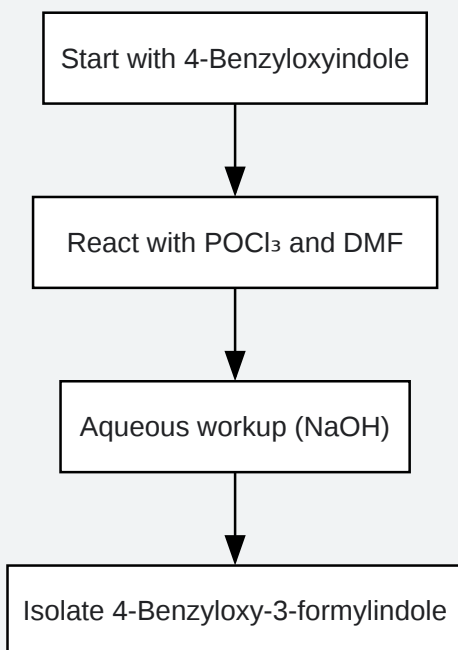 Start with 4-Benzyloxyindole
React with POCl₃ and DMF
Aqueous workup (NaOH)
Isolate 4-Benzyloxy-3-formylindole